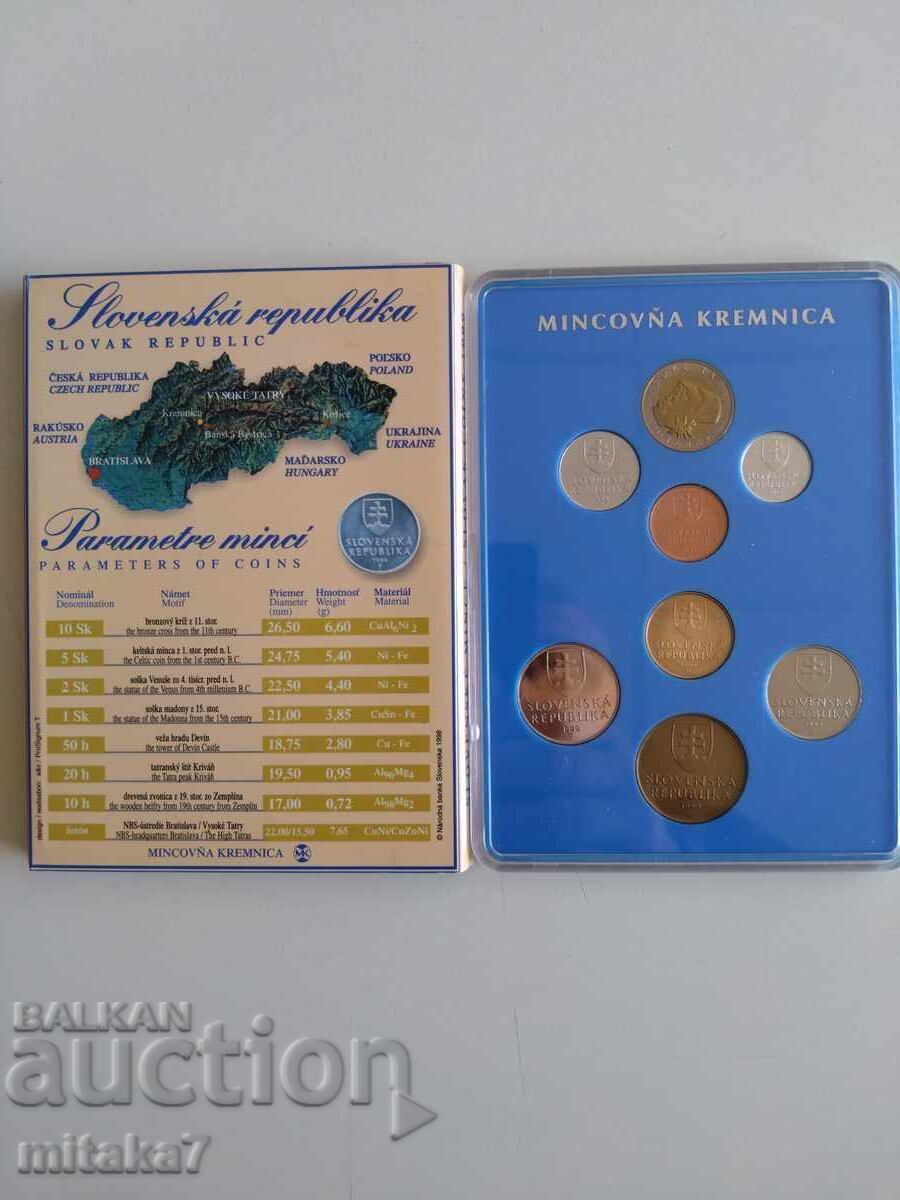 Slovenská republika
SLOVAK REPUBLIC
ČESKÁ REPUBLIKA
CZECH REPUBLIC
POĽSKO
POLAND
VYSOKÉ TATRY
Kremnica
Banská Bystrica
Košice
RAKÚSKO
AUSTRIA
UKRAJINA
UKRAINE
BRATISLAVA
MAĎARSKO
HUNGARY
SLOVENSKÁ
REPUBLIKA
Parametre mincí
PARAMETERS OF COINS
Nominál Námet Priemer Hmotnosť Materiál
Denomination Motif Diameter Weight Material
(mm) (g)
10 Sk bronzový kríž z 11. stor. 26,50 6,60 CuAl6Ni2
the bronze cross from the 11th century
5 Sk keltská minca z 1. stor. pred n. l. 24,75 5,40 Ni - Fe
the Celtic coin from the 1st century B.C.
2 Sk soška Venuše zo 4. tisícr. pred n. l. 22,50 4,40 Ni - Fe
the statue of the Venus from 4th millenium B.C.
1 Sk soška madony z 15. stor. 21,00 3,85 CuSn - Fe
the statue of the Madonna from the 15th century
50 h veža hradu Devín 18,75 2,80 Cu - Fe
the tower of Devín Castle
20 h tatranský štít Kriváň 19,50 0,95 Al96Mg4
the Tatra peak Kriváň
10 h drevená zvonica z 19. stor. zo Zemplína 17,00 0,72 Al98Mg2
the wooden belfry from 19th century from Zemplín
žetón NBS-ústredie Bratislava / Vysoké Tatry 22.00/15,50 7,65 CuNi/CuZnNi
NBS-headquarters Bratislava / The High Tatras
MINCOVŇA KREMNICA MK
© Národná banka Slovenska 1998
MINCOVŇA KREMNICA
SLOVENSKÁ
REPUBLIKA
SLOVENSKÁ
REPUBLIKA
SLOVENSKÁ
REPUBLIKA
BALKAN
auction
mitaka7